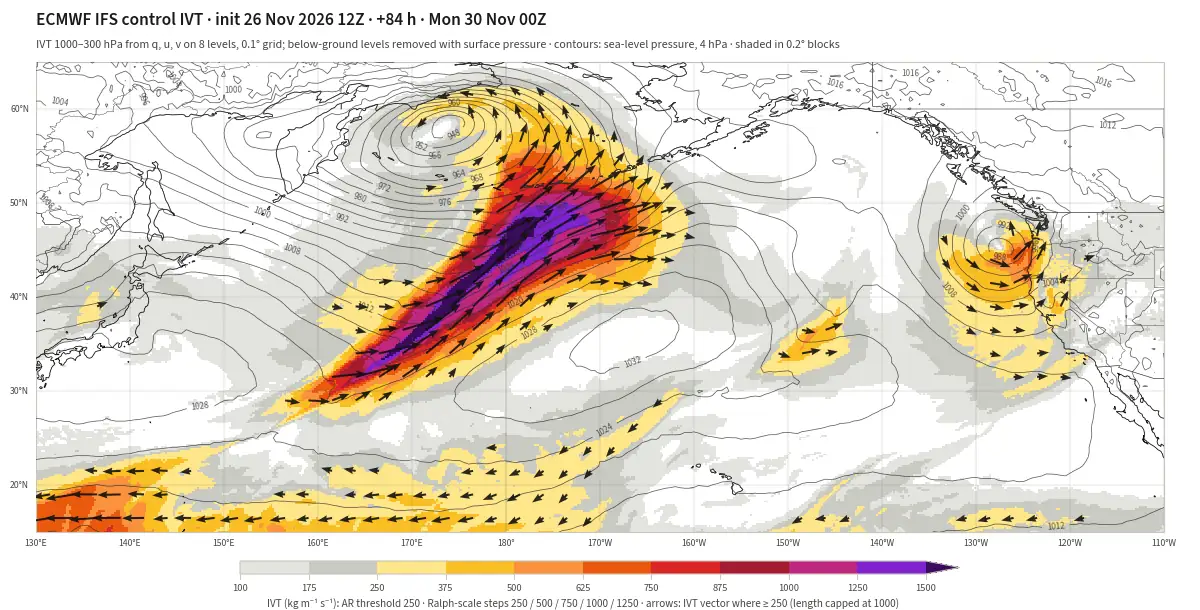 ECMWF IFS control IVT · init 26 Nov 2026 12Z · +84 h · Mon 30 Nov 00Z
IVT 1000–300 hPa from q, u, v on 8 levels, 0.1° grid; below-ground levels removed with surface pressure · contours: sea-level pressure, 4 hPa · shaded in 0.2° blocks
60°N
50°N
40°N
30°N
20°N
1004
1000
1016
1016
1016
1012
960
948
952
956
964
968
972
976
980
992
1000
1000
1008
1008
1004
1012
1020
1028
1032
1028
1024
1012
130°E 140°E 150°E 160°E 170°E 180° 170°W 160°W 150°W 140°W 130°W 120°W 110°W
100 175 250 375 500 625 750 875 1000 1250 1500
IVT (kg m⁻¹ s⁻¹): AR threshold 250 · Ralph-scale steps 250 / 500 / 750 / 1000 / 1250 · arrows: IVT vector where ≥ 250 (length capped at 1000)